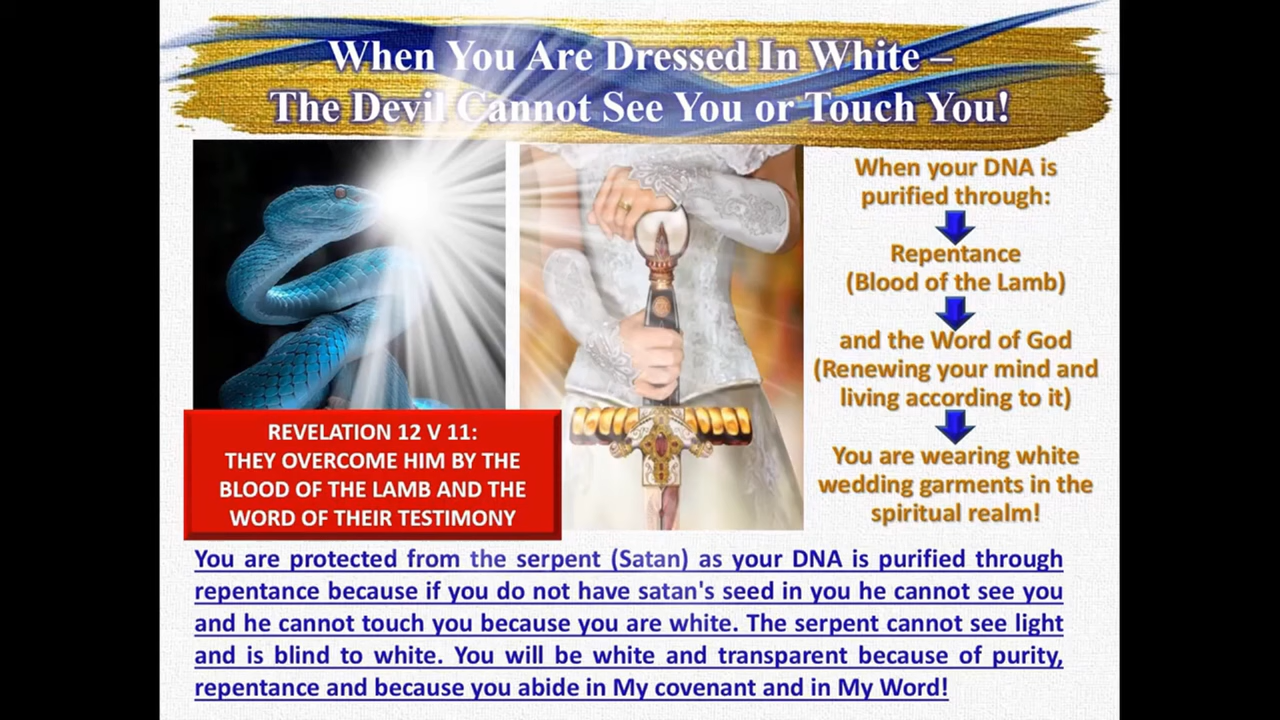 When You Are Dressed In White –
The Devil Cannot See You or Touch You!
When your DNA is
purified through:
Repentance
(Blood of the Lamb)
and the Word of God
(Renewing your mind and
living according to it)
You are wearing white
wedding garments in the
spiritual realm!
REVELATION 12 V 11:
THEY OVERCOME HIM BY THE
BLOOD OF THE LAMB AND THE
WORD OF THEIR TESTIMONY
You are protected from the serpent (Satan) as your DNA is purified through
repentance because if you do not have satan's seed in you he cannot see you
and he cannot touch you because you are white. The serpent cannot see light
and is blind to white. You will be white and transparent because of purity,
repentance and because you abide in My covenant and in My Word!